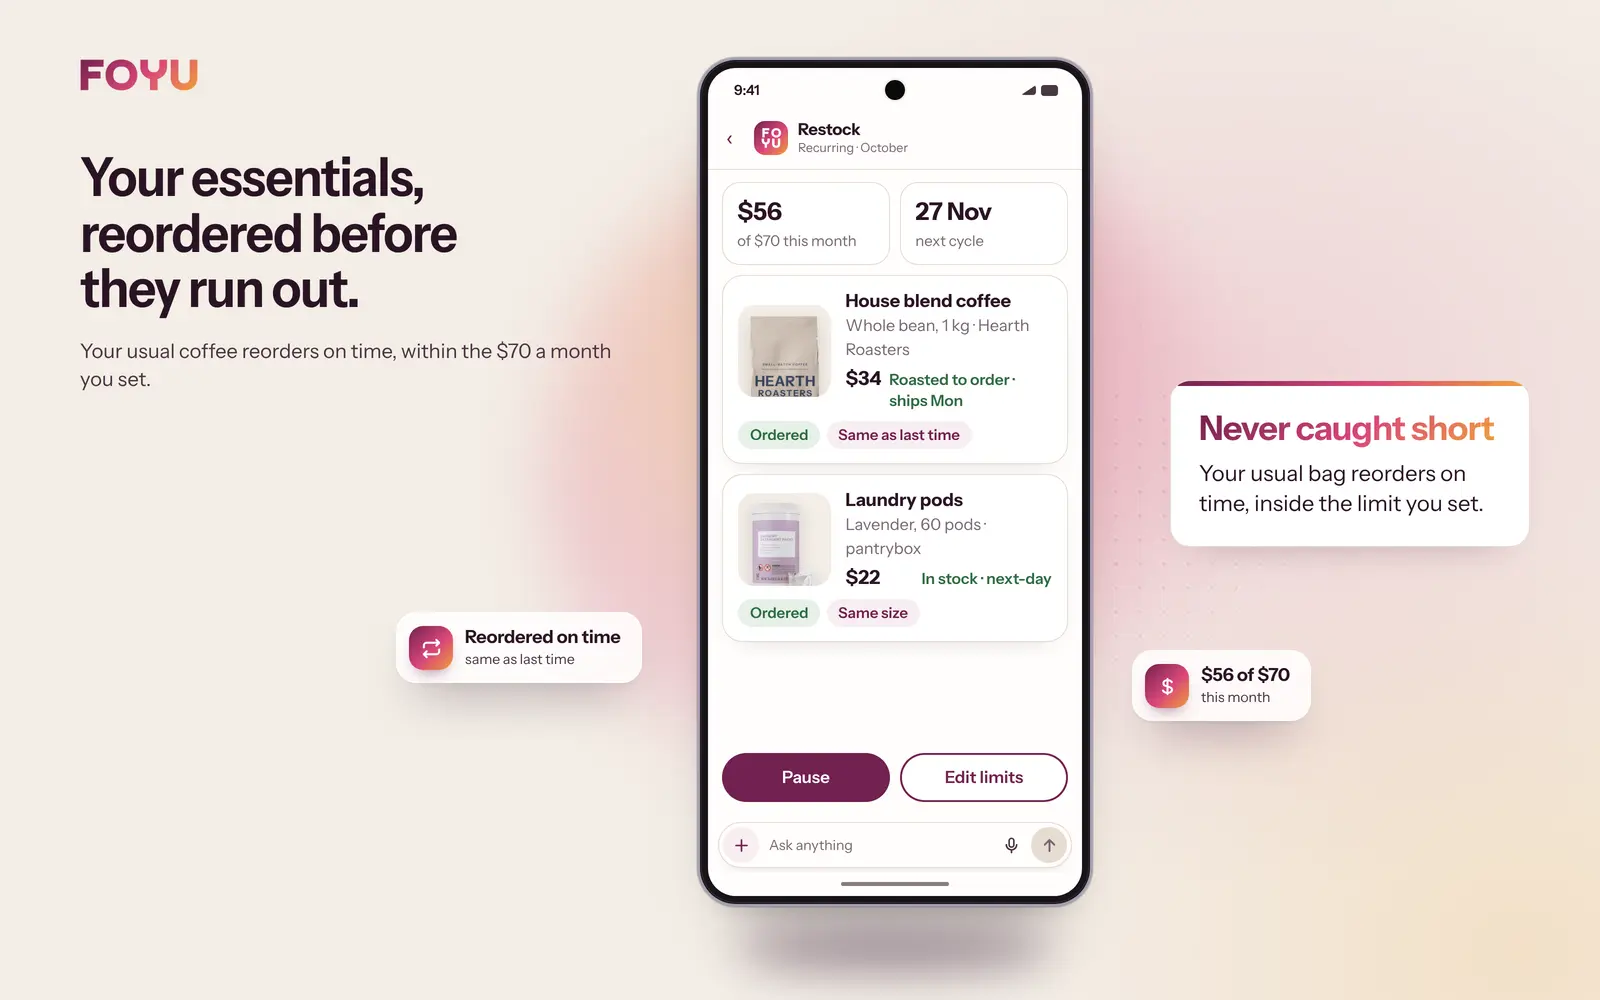 FOYU
Your essentials,
reordered before
they run out.
Your usual coffee reorders on time, within the $70 a month
you set.
9:41
FO
YU
Restock
Recurring · October
$56
of $70 this month
27 Nov
next cycle
HEARTH
ROASTERS
House blend coffee
Whole bean, 1 kg · Hearth
Roasters
$34
Roasted to order ·
ships Mon
Ordered
Same as last time
Laundry pods
Lavender, 60 pods ·
pantrybox
$22
In stock · next-day
Ordered
Same size
Pause
Edit limits
Ask anything
Reordered on time
same as last time
Never caught short
Your usual bag reorders on
time, inside the limit you set.
$
$56 of $70
this month